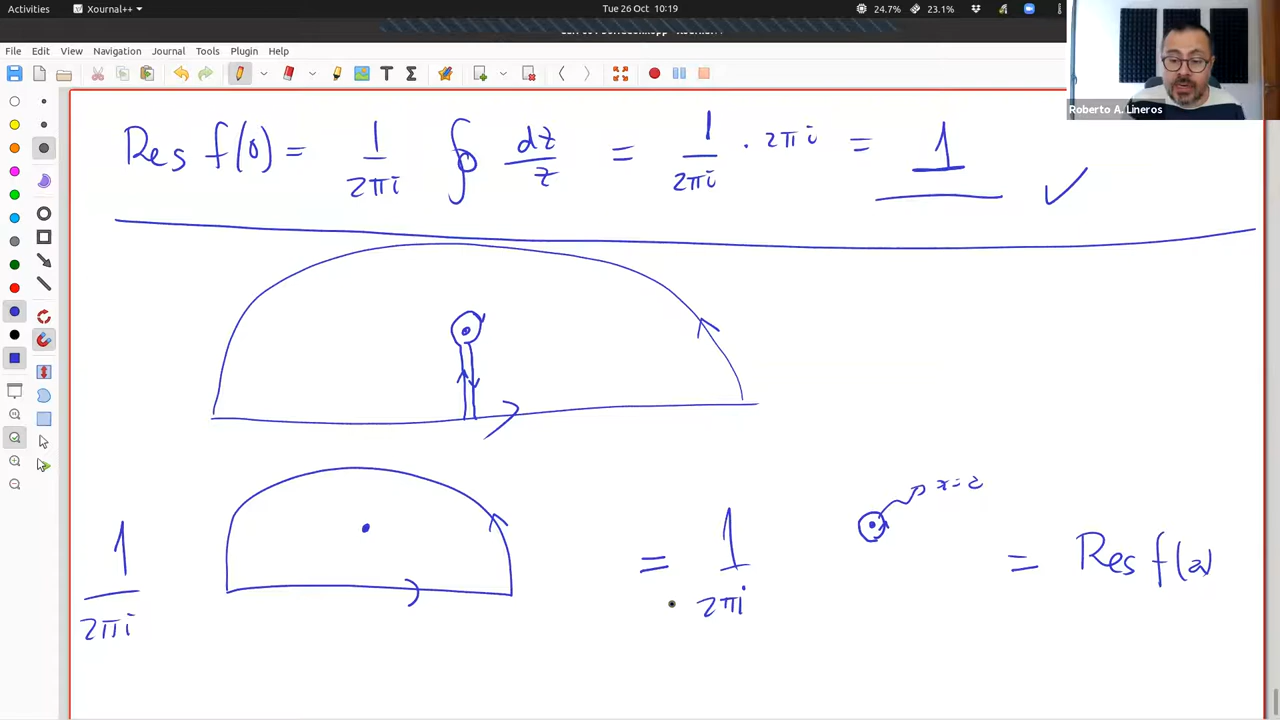 Activities Xournal++ Tue 26 Oct 10:19 24.7% 23.1%
File Edit View Navigation Journal Tools Plugin Help
Roberto A. Lineros
Res f(0) = 1/2πi ∮ dz/z = 1/2πi · 2πi = 1 ✓
x=a
1/2πi = 1/2πi = Res f(a)